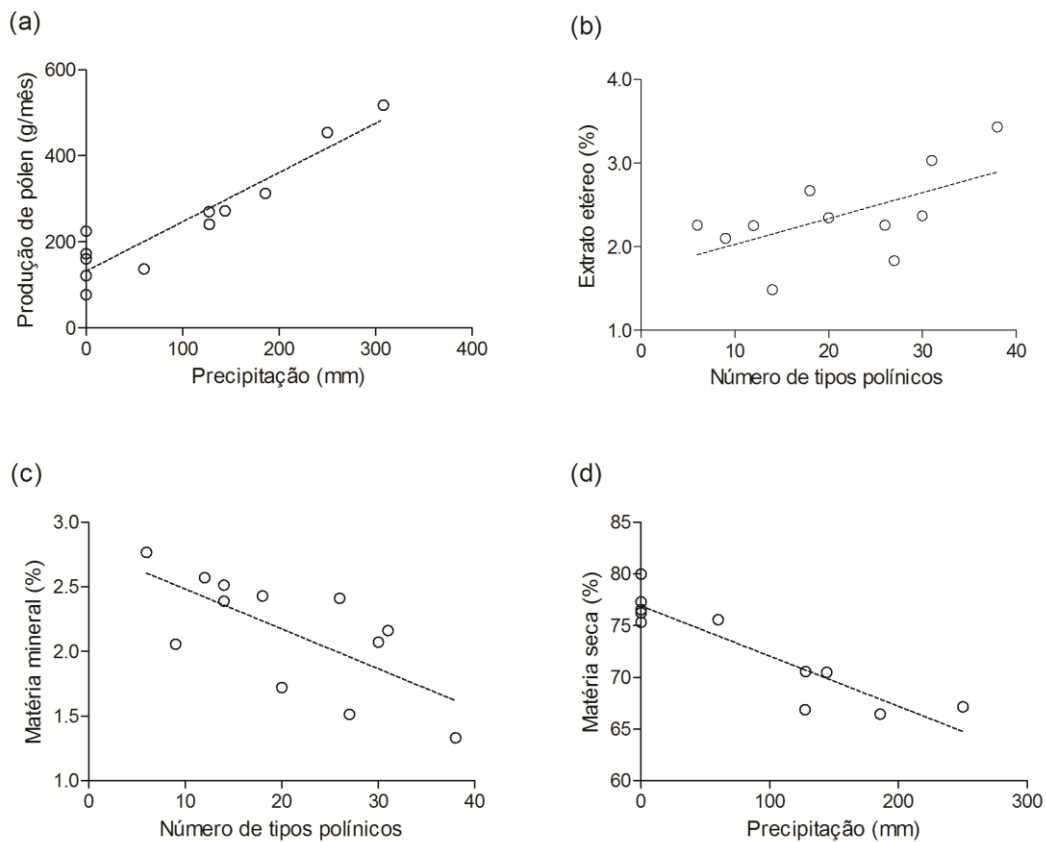 (a)
Produção de pólen (g/mês)
600
400
200
0
0 100 200 300 400
Precipitação (mm)
(b)
Extrato etéreo (%)
4.0
3.0
2.0
1.0
0 10 20 30 40
Número de tipos polínicos
(c)
Matéria mineral (%)
3.0
2.5
2.0
1.5
1.0
0 10 20 30 40
Número de tipos polínicos
(d)
Matéria seca (%)
85
80
75
70
65
60
0 100 200 300
Precipitação (mm)